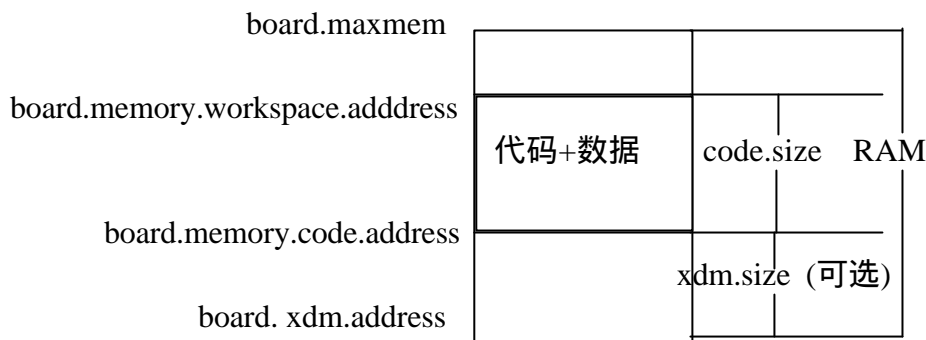 board.maxmem
board.memory.workspace.adddress
代码+数据 code.size RAM
board.memory.code.address
xdm.size (可选)
board. xdm.address